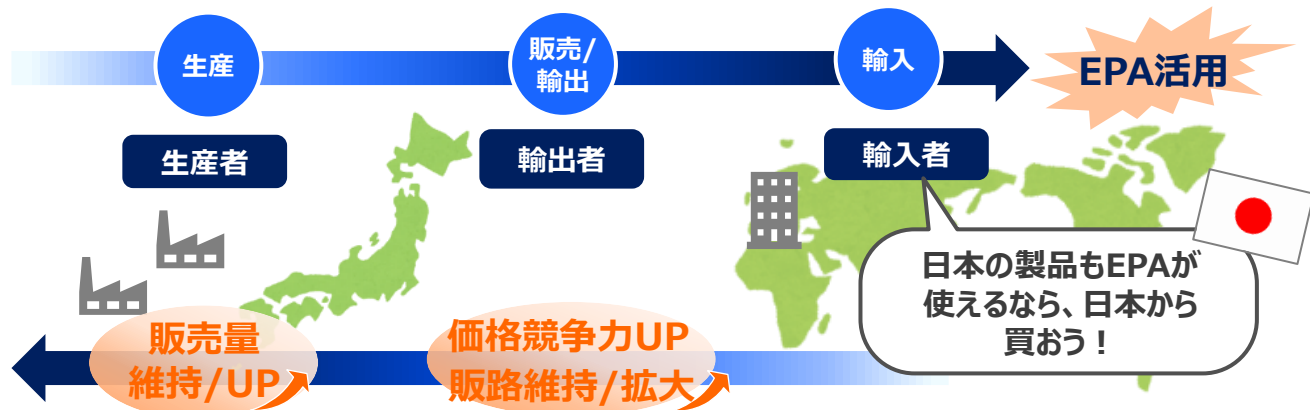 生産
販売/
輸出
輸入
EPA活用
生産者
輸出者
輸入者
日本の製品もEPAが
使えるなら、日本から
買おう！
販売量
維持/UP
価格競争力UP
販路維持/拡大